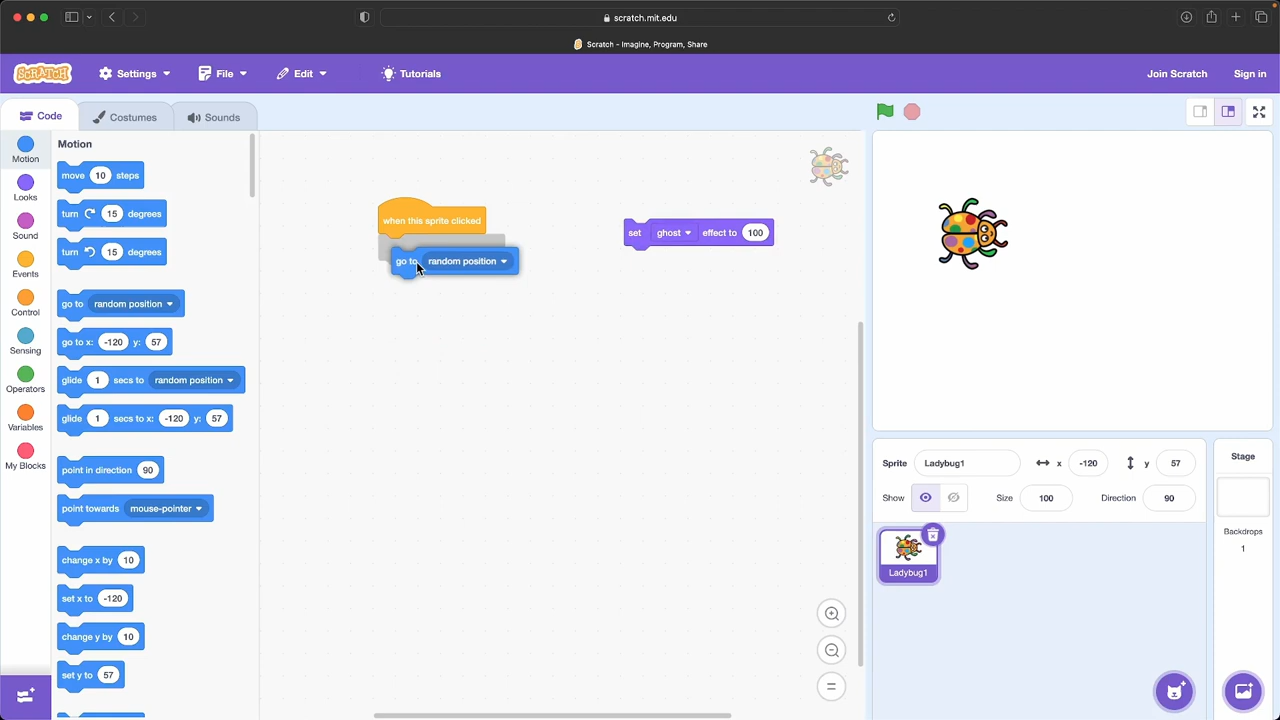 scratch.mit.edu
Scratch - Imagine, Program, Share
SCRATCH
Settings
File
Edit
Tutorials
Join Scratch
Sign in
Code
Costumes
Sounds
Motion
Looks
Sound
Events
Control
Sensing
Operators
Variables
My Blocks
Motion
move 10 steps
turn 15 degrees
turn 15 degrees
go to random position
go to x: -120 y: 57
glide 1 secs to random position
glide 1 secs to x: -120 y: 57
point in direction 90
point towards mouse-pointer
change x by 10
set x to -120
change y by 10
set y to 57
when this sprite clicked
go to random position
set ghost effect to 100
Sprite Ladybug1 x -120 y 57
Show Size 100 Direction 90
Ladybug1
Stage
Backdrops
1